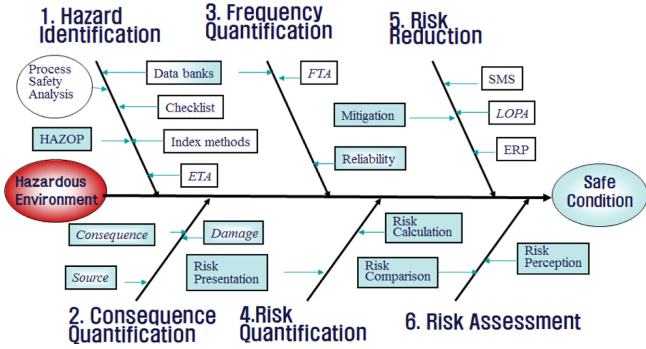 1. Hazard
Identification
3. Frequency
Quantification
5. Risk
Reduction
Process
Safety
Analysis
Data banks
FTA
SMS
Checklist
Mitigation
LOPA
HAZOP
Index methods
Reliability
ERP
ETA
Hazardous
Environment
Safe
Condition
Consequence
Damage
Risk
Calculation
Source
Risk
Presentation
Risk
Comparison
Risk
Perception
2. Consequence
Quantification
4.Risk
Quantification
6. Risk Assessment